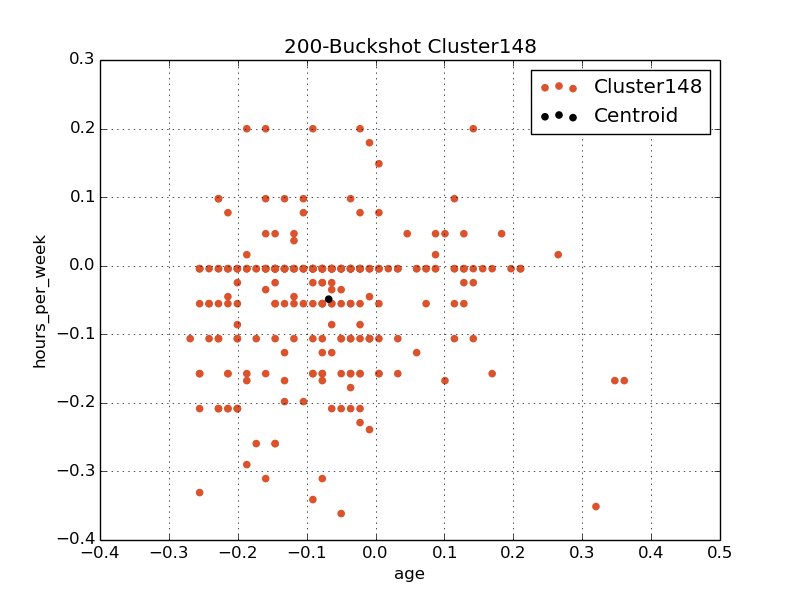 200-Buckshot Cluster148
Cluster148
Centroid
0.3
0.2
0.1
0.0
−0.1
−0.2
−0.3
−0.4
hours_per_week
−0.4 −0.3 −0.2 −0.1 0.0 0.1 0.2 0.3 0.4 0.5
age